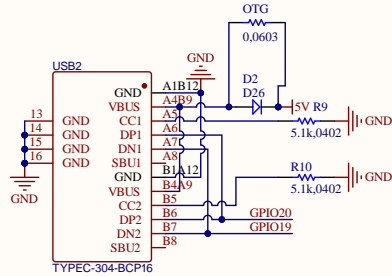 OTG
0,0603
USB2
GND
D2
D26
5V
R9
5.1k,0402
GND
A1B12
GND
A4B9
VBUS
A5
CC1
A6
DP1
A7
DN1
A8
SBU1
B1A12
GND
B4A9
VBUS
B5
CC2
B6
DP2
B7
DN2
B8
SBU2
13
GND
14
GND
15
GND
16
GND
GND
R10
5.1k,0402
GND
GPIO20
GPIO19
TYPEC-304-BCP16